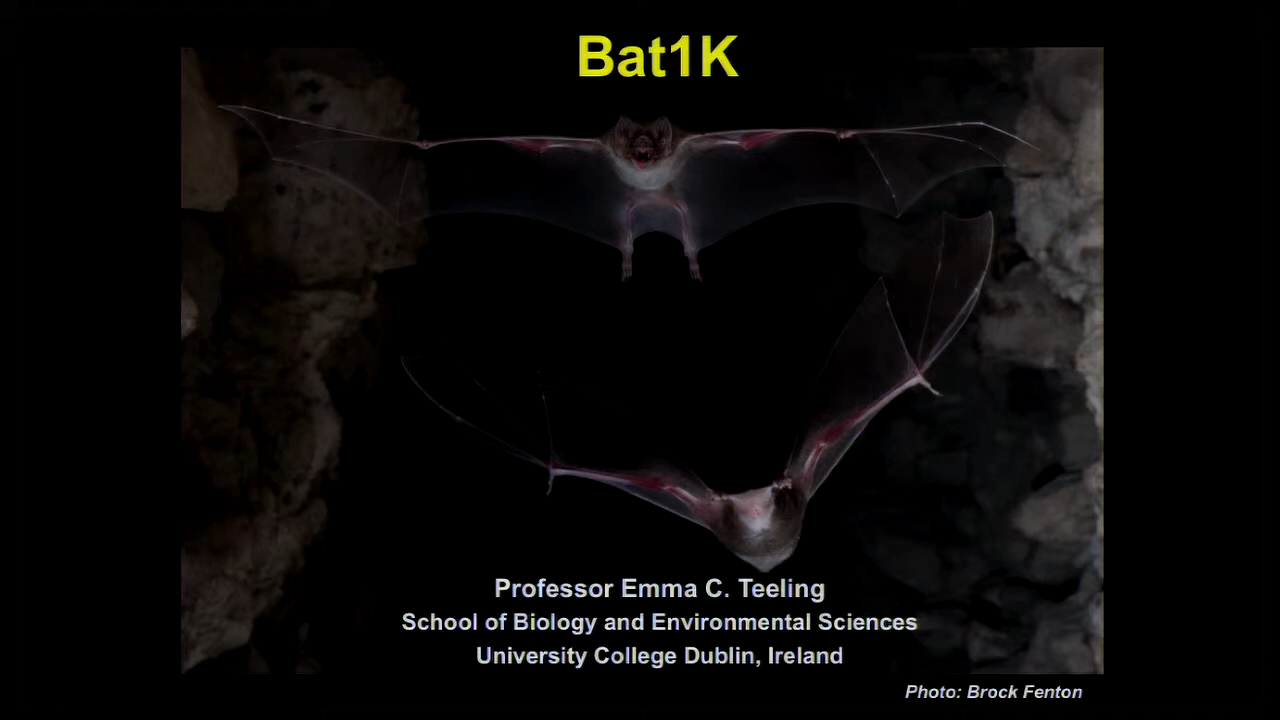 Bat1K
Professor Emma C. Teeling
School of Biology and Environmental Sciences
University College Dublin, Ireland
Photo: Brock Fenton